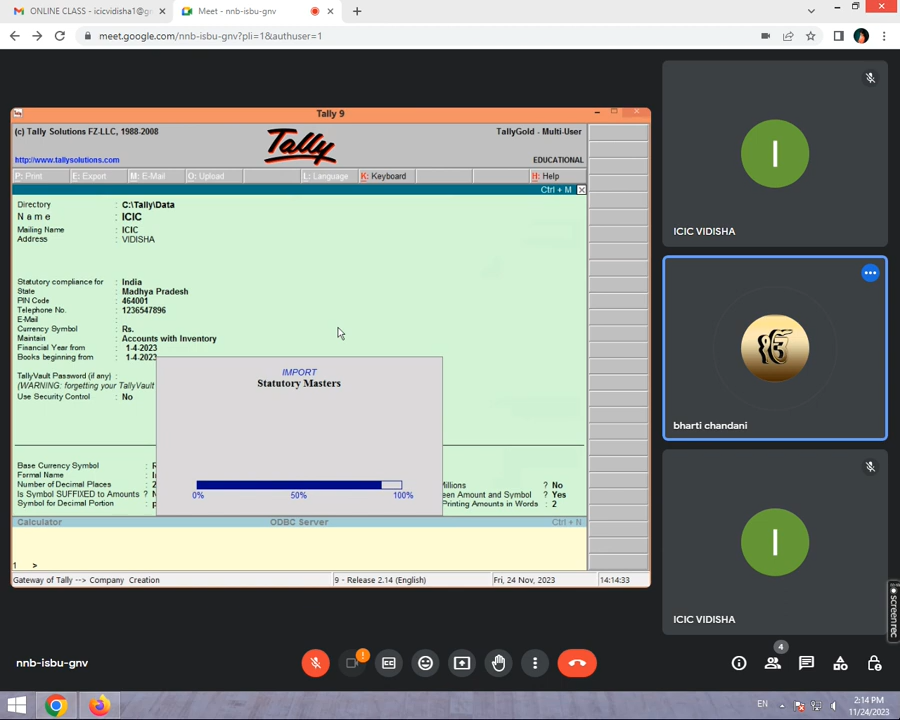 ONLINE CLASS - icicvidisha1@g
Meet - nnb-isbu-gnv
meet.google.com/nnb-isbu-gnv?pli=1&authuser=1
Tally 9
(c) Tally Solutions FZ-LLC, 1988-2008
Tally
TallyGold - Multi-User
http://www.tallysolutions.com
EDUCATIONAL
P: Print
E: Export
M: E-Mail
O: Upload
L: Language
K: Keyboard
H: Help
Ctrl + M
Directory : C:\Tally\Data
Name : ICIC
Mailing Name : ICIC
Address : VIDISHA
Statutory compliance for : India
State : Madhya Pradesh
PIN Code : 464001
Telephone No. : 1236547896
E-Mail :
Currency Symbol : Rs.
Maintain : Accounts with Inventory
Financial Year from : 1-4-2023
Books beginning from : 1-4-2023
TallyVault Password (if any) :
(WARNING: forgetting your TallyVault
Use Security Control : No
IMPORT
Statutory Masters
0% 50% 100%
Base Currency Symbol : R
Formal Name : I
Number of Decimal Places : 2
Is Symbol SUFFIXED to Amounts ? N
Symbol for Decimal Portion : p
Millions ? No
een Amount and Symbol ? Yes
Printing Amounts in Words : 2
Calculator
ODBC Server
Ctrl + N
1 >
Gateway of Tally --> Company Creation
9 - Release 2.14 (English)
Fri, 24 Nov, 2023
14:14:33
I
ICIC VIDISHA
bharti chandani
I
ICIC VIDISHA
screen rec
nnb-isbu-gnv
4
EN
2:14 PM
11/24/2023